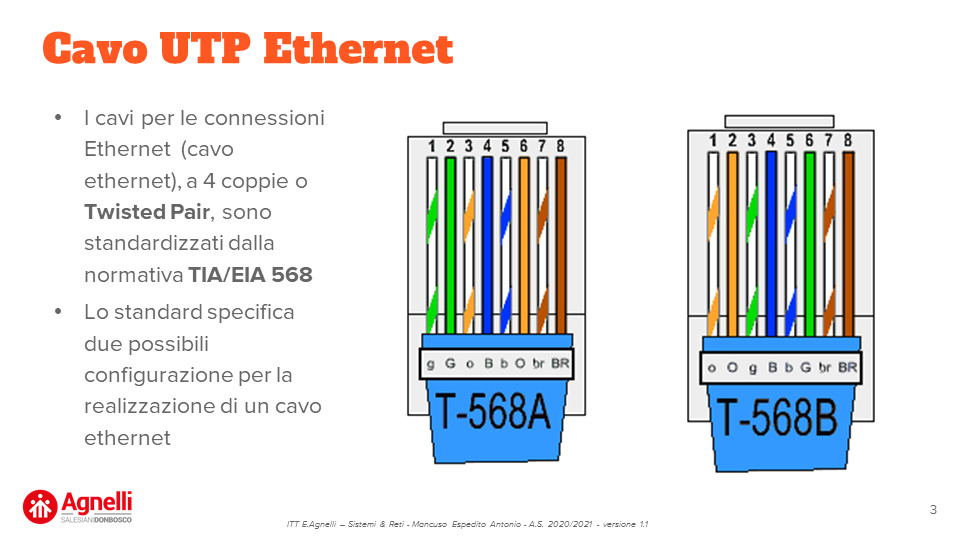 Cavo UTP Ethernet
• I cavi per le connessioni
Ethernet (cavo
ethernet), a 4 coppie o
Twisted Pair, sono
standardizzati dalla
normativa TIA/EIA 568
• Lo standard specifica
due possibili
configurazione per la
realizzazione di un cavo
ethernet
1 2 3 4 5 6 7 8
g G o B b O br BR
T-568A
1 2 3 4 5 6 7 8
o O g B b G br BR
T-568B
Agnelli
SALESIANI DONBOSCO
ITT E.Agnelli – Sistemi & Reti - Mancuso Espedito Antonio - A.S. 2020/2021 - versione 1.1
3